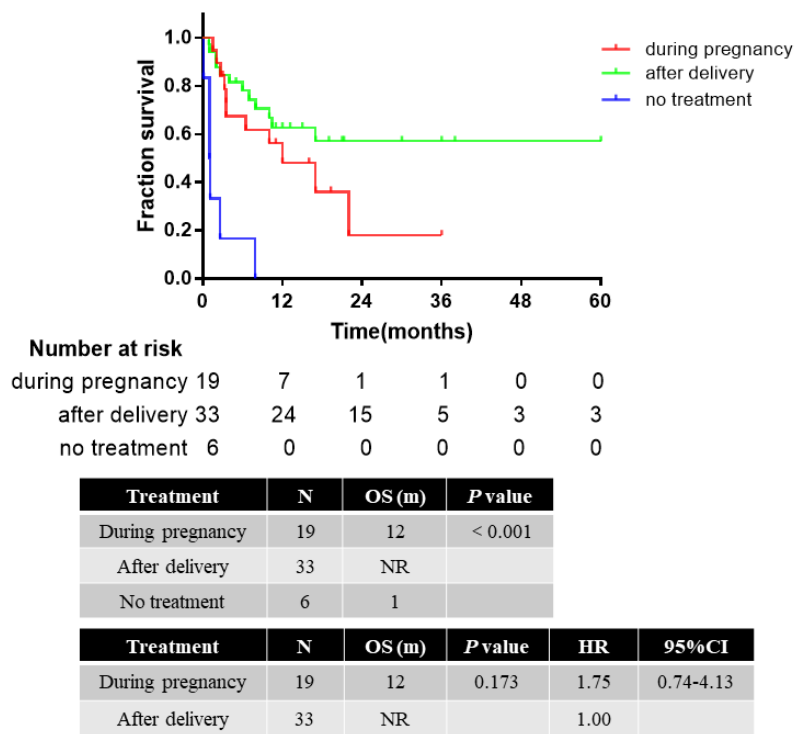 1.0
0.8
0.6
0.4
0.2
0.0
Fraction survival
during pregnancy
after delivery
no treatment
0 12 24 36 48 60
Time(months)
Number at risk
during pregnancy 19 7 1 1 0 0
after delivery 33 24 15 5 3 3
no treatment 6 0 0 0 0 0
Treatment N OS (m) P value
During pregnancy 19 12 < 0.001
After delivery 33 NR
No treatment 6 1
Treatment N OS (m) P value HR 95%CI
During pregnancy 19 12 0.173 1.75 0.74-4.13
After delivery 33 NR 1.00